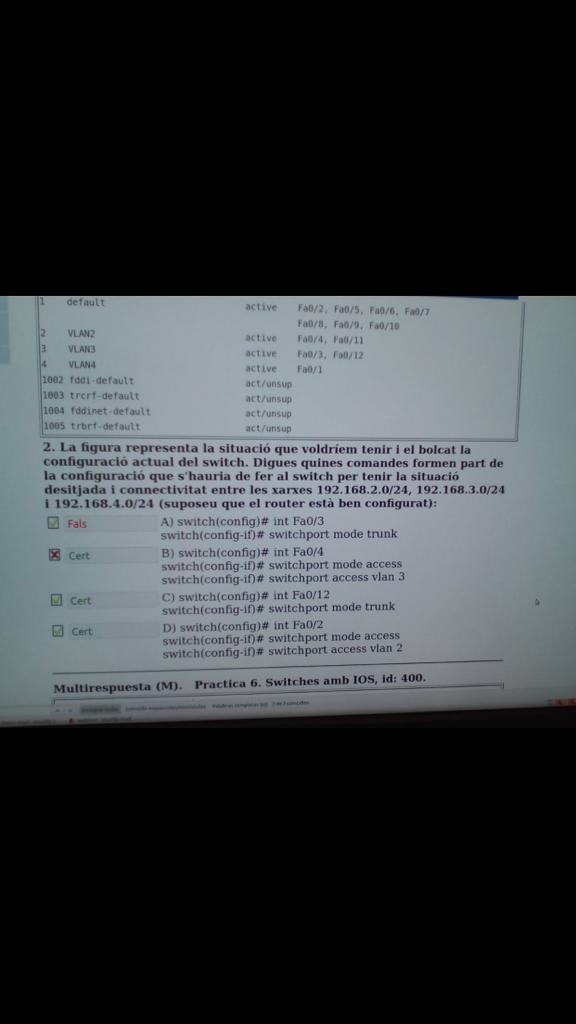 1 default active Fa0/2, Fa0/5, Fa0/6, Fa0/7
Fa0/8, Fa0/9, Fa0/10
2 VLAN2 active Fa0/4, Fa0/11
3 VLAN3 active Fa0/3, Fa0/12
4 VLAN4 active Fa0/1
1002 fddi-default act/unsup
1003 trcrf-default act/unsup
1004 fddinet-default act/unsup
1005 trbrf-default act/unsup
2. La figura representa la situació que voldríem tenir i el bolcat la
configuració actual del switch. Digues quines comandes formen part de
la configuració que s'hauria de fer al switch per tenir la situació
desitjada i connectivitat entre les xarxes 192.168.2.0/24, 192.168.3.0/24
i 192.168.4.0/24 (suposeu que el router està ben configurat):
Fals A) switch(config)# int Fa0/3
switch(config-if)# switchport mode trunk
Cert B) switch(config)# int Fa0/4
switch(config-if)# switchport mode access
switch(config-if)# switchport access vlan 3
Cert C) switch(config)# int Fa0/12
switch(config-if)# switchport mode trunk
Cert D) switch(config)# int Fa0/2
switch(config-if)# switchport mode access
switch(config-if)# switchport access vlan 2
Multirespuesta (M). Practica 6. Switches amb IOS, id: 400.